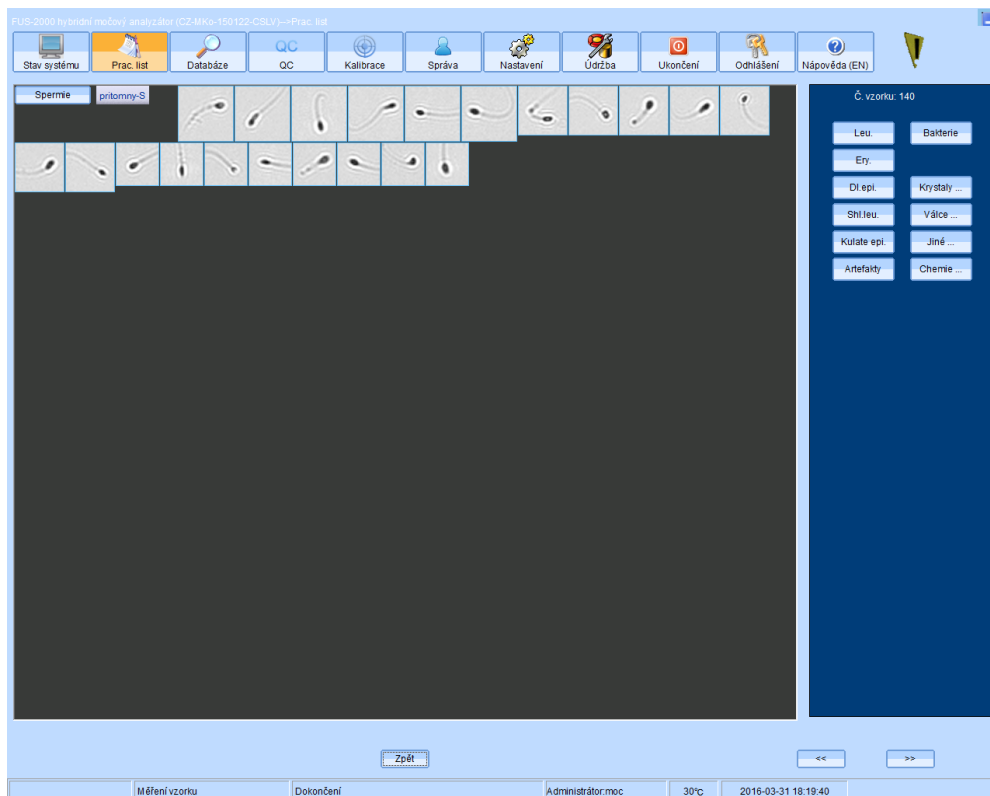 FUS-2000 hybridní močový analyzátor (CZ-MKo-150122-CSLV)-->Prac. list
Stav systému
Prac. list
Databáze
QC
QC
Kalibrace
Správa
Nastavení
Údržba
Ukončení
Odhlášení
Nápověda (EN)
Spermie
pritomny-S
Č. vzorku: 140
Leu.
Bakterie
Ery.
Dl.epi.
Krystaly ...
Shl.leu.
Válce ...
Kulate epi.
Jiné ...
Artefakty
Chemie ...
Zpět
<<
>>
Měření vzorku
Dokončení
Administrátor:moc
30℃
2016-03-31 18:19:40